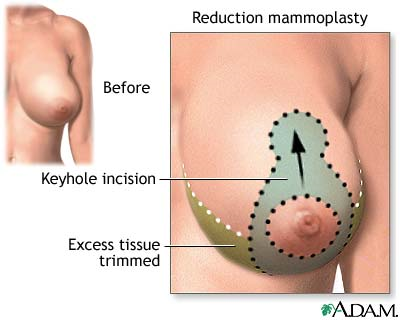 Reduction mammoplasty
Before
Keyhole incision
Excess tissue
trimmed
A.D.A.M.